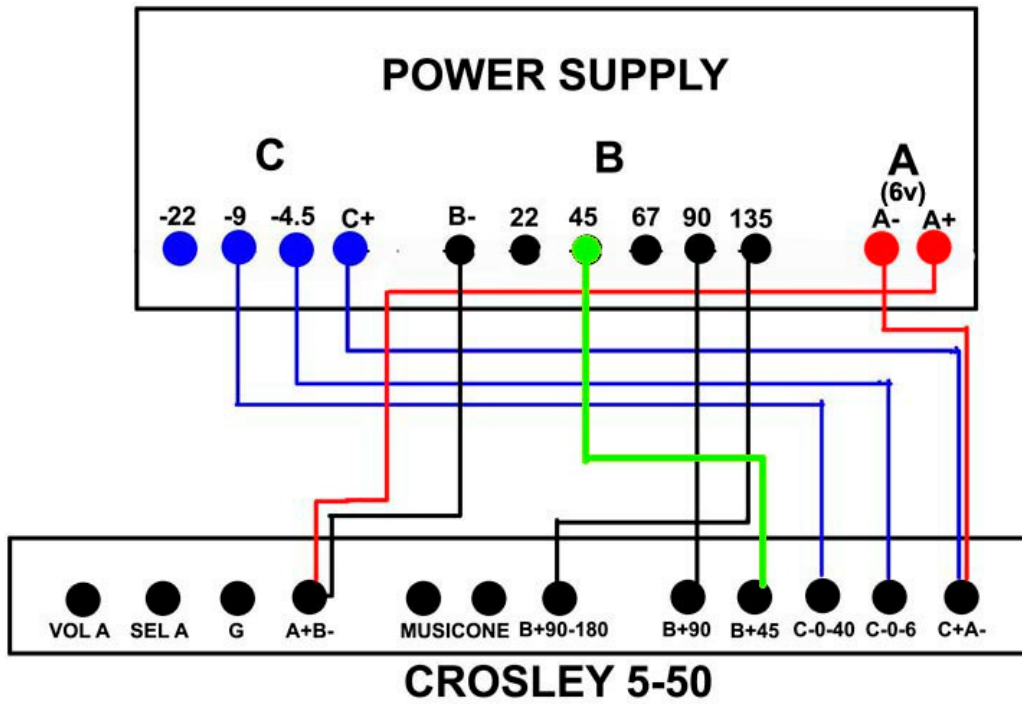 POWER SUPPLY
C B A
(6v)
-22 -9 -4.5 C+ B- 22 45 67 90 135 A- A+
VOL A SEL A G A+B- MUSICONE B+90-180 B+90 B+45 C-0-40 C-0-6 C+A-
CROSLEY 5-50